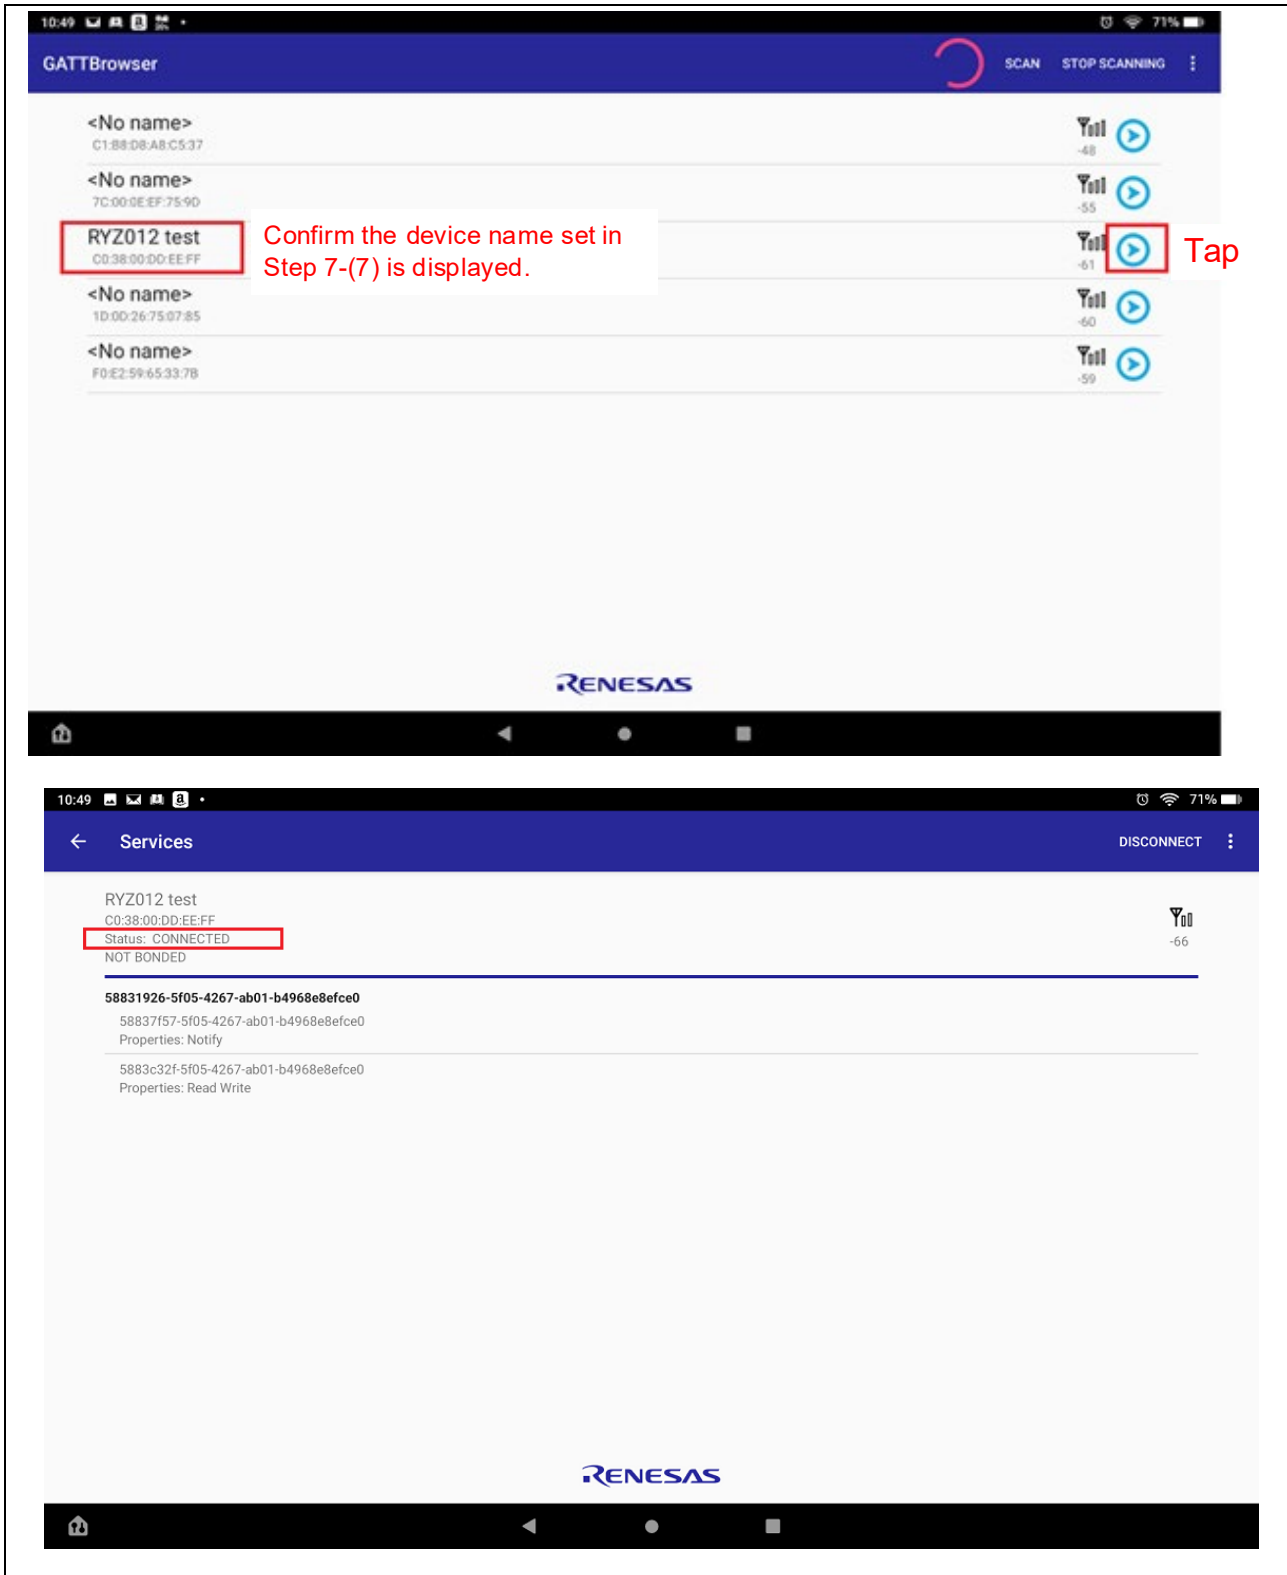 10:49
71%
GATTBrowser
SCAN STOP SCANNING
<No name>
C1:B8:D8:A8:C5:37
-48
<No name>
7C:00:0E:EF:75:9D
-55
RYZ012 test
C0:38:00:DD:EE:FF
Confirm the device name set in
Step 7-(7) is displayed.
-61
Tap
<No name>
1D:0D:26:75:07:85
-60
<No name>
F0:E2:59:65:33:7B
-59
RENESAS
10:49
71%
Services
DISCONNECT
RYZ012 test
C0:38:00:DD:EE:FF
Status: CONNECTED
-66
NOT BONDED
58831926-5f05-4267-ab01-b4968e8efce0
58837f57-5f05-4267-ab01-b4968e8efce0
Properties: Notify
5883c32f-5f05-4267-ab01-b4968e8efce0
Properties: Read Write
RENESAS